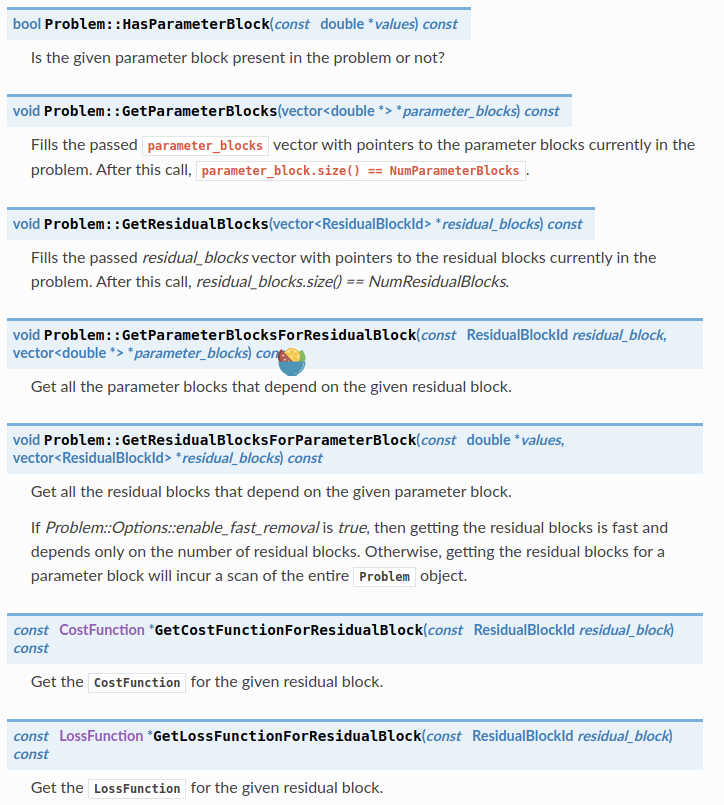 bool Problem::HasParameterBlock(const double *values) const
Is the given parameter block present in the problem or not?
void Problem::GetParameterBlocks(vector<double *> *parameter_blocks) const
Fills the passed parameter_blocks vector with pointers to the parameter blocks currently in the
problem. After this call, parameter_block.size() == NumParameterBlocks.
void Problem::GetResidualBlocks(vector<ResidualBlockId> *residual_blocks) const
Fills the passed residual_blocks vector with pointers to the residual blocks currently in the
problem. After this call, residual_blocks.size() == NumResidualBlocks.
void Problem::GetParameterBlocksForResidualBlock(const ResidualBlockId residual_block,
vector<double *> *parameter_blocks)
Get all the parameter blocks that depend on the given residual block.
void Problem::GetResidualBlocksForParameterBlock(const double *values,
vector<ResidualBlockId> *residual_blocks) const
Get all the residual blocks that depend on the given parameter block.
If Problem::Options::enable_fast_removal is true, then getting the residual blocks is fast and
depends only on the number of residual blocks. Otherwise, getting the residual blocks for a
parameter block will incur a scan of the entire Problem object.
const CostFunction *GetCostFunctionForResidualBlock(const ResidualBlockId residual_block)
const
Get the CostFunction for the given residual block.
const LossFunction *GetLossFunctionForResidualBlock(const ResidualBlockId residual_block)
const
Get the LossFunction for the given residual block.